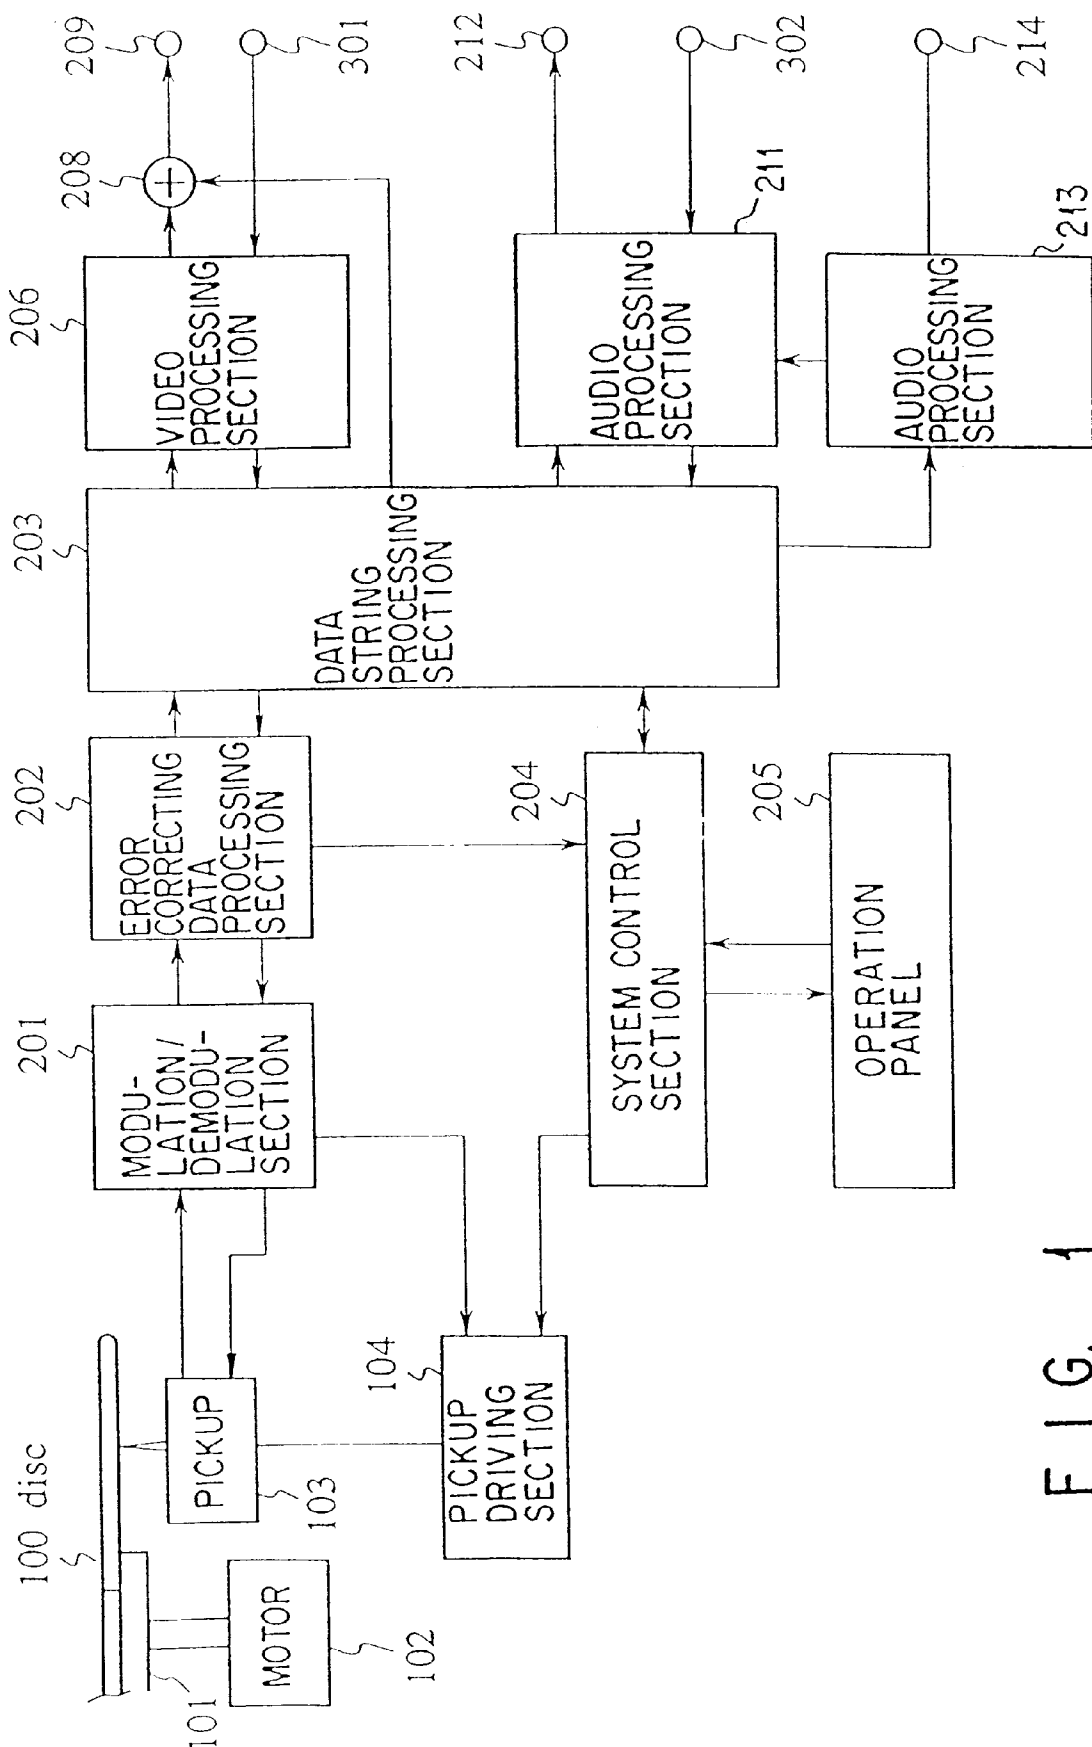 100 disc
101
MOTOR
102
PICKUP
103
104
PICKUP
DRIVING
SECTION
201
MODU-
LATION/
DEMODU-
LATION
SECTION
202
ERROR
CORRECTING
DATA
PROCESSING
SECTION
204
SYSTEM CONTROL
SECTION
205
OPERATION
PANEL
203
DATA
STRING
PROCESSING
SECTION
206
VIDEO
PROCESSING
SECTION
208
209
301
AUDIO
PROCESSING
SECTION
211
212
302
AUDIO
PROCESSING
SECTION
213
214
FIG. 1